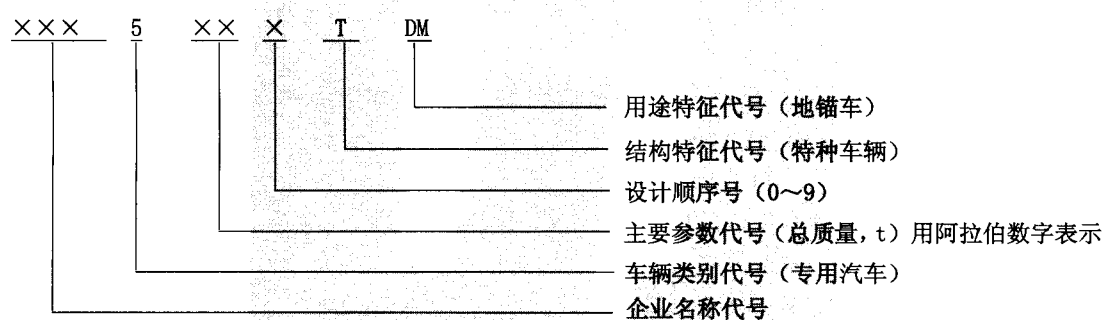 ××× 5 ×× × T DM
用途特征代号（地锚车）
结构特征代号（特种车辆）
设计顺序号（0～9）
主要参数代号（总质量，t）用阿拉伯数字表示
车辆类别代号（专用汽车）
企业名称代号